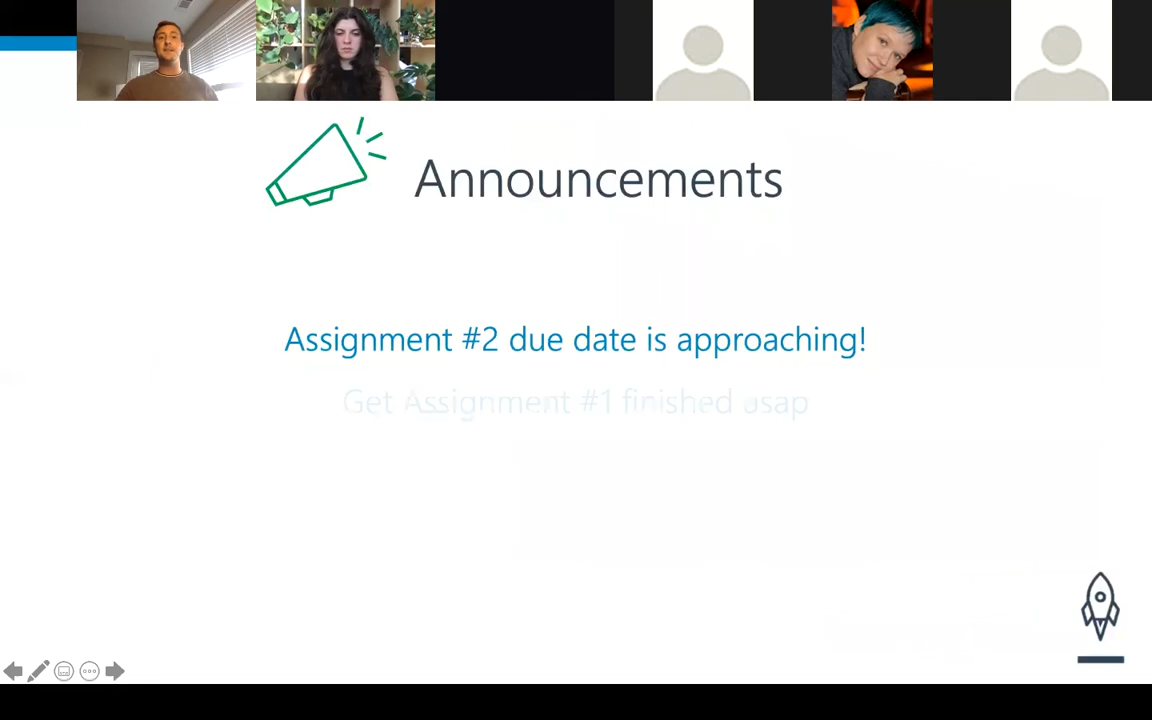 Announcements
Assignment #2 due date is approaching!
Get Assignment #1 finished asap